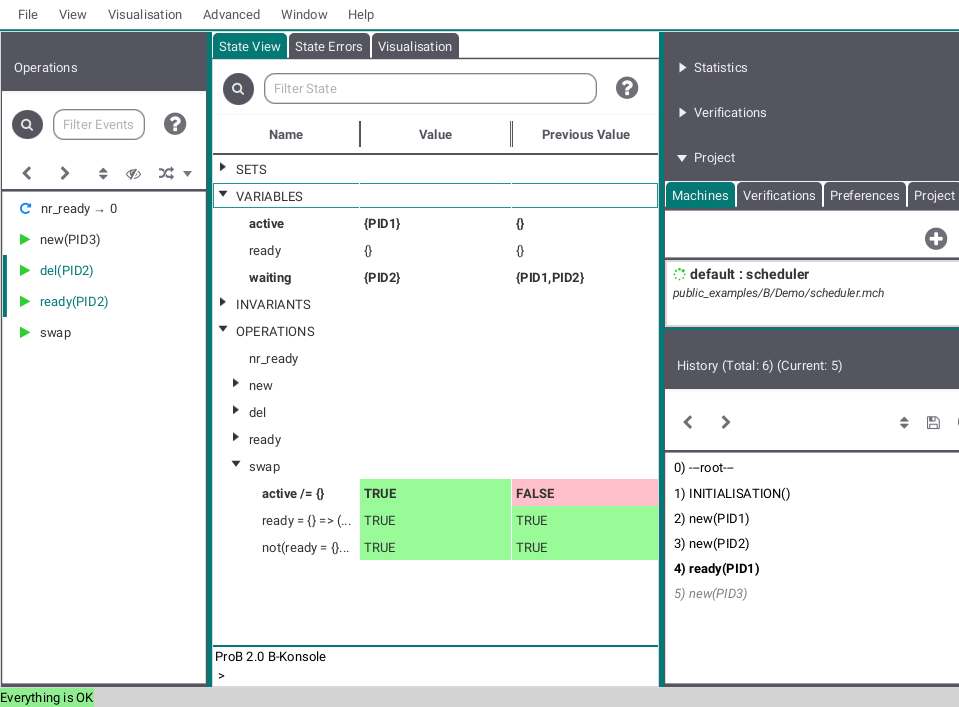 File View Visualisation Advanced Window Help
Operations
Filter Events
?
nr_ready → 0
new(PID3)
del(PID2)
ready(PID2)
swap
State View State Errors Visualisation
Filter State
?
Name Value Previous Value
SETS
VARIABLES
active {PID1} {}
ready {} {}
waiting {PID2} {PID1,PID2}
INVARIANTS
OPERATIONS
nr_ready
new
del
ready
swap
active /= {} TRUE FALSE
ready = {} => (... TRUE TRUE
not(ready = {}... TRUE TRUE
ProB 2.0 B-Konsole
>
Statistics
Verifications
Project
Machines Verifications Preferences Project
default : scheduler
public_examples/B/Demo/scheduler.mch
History (Total: 6) (Current: 5)
0) ---root---
1) INITIALISATION()
2) new(PID1)
3) new(PID2)
4) ready(PID1)
5) new(PID3)
Everything is OK